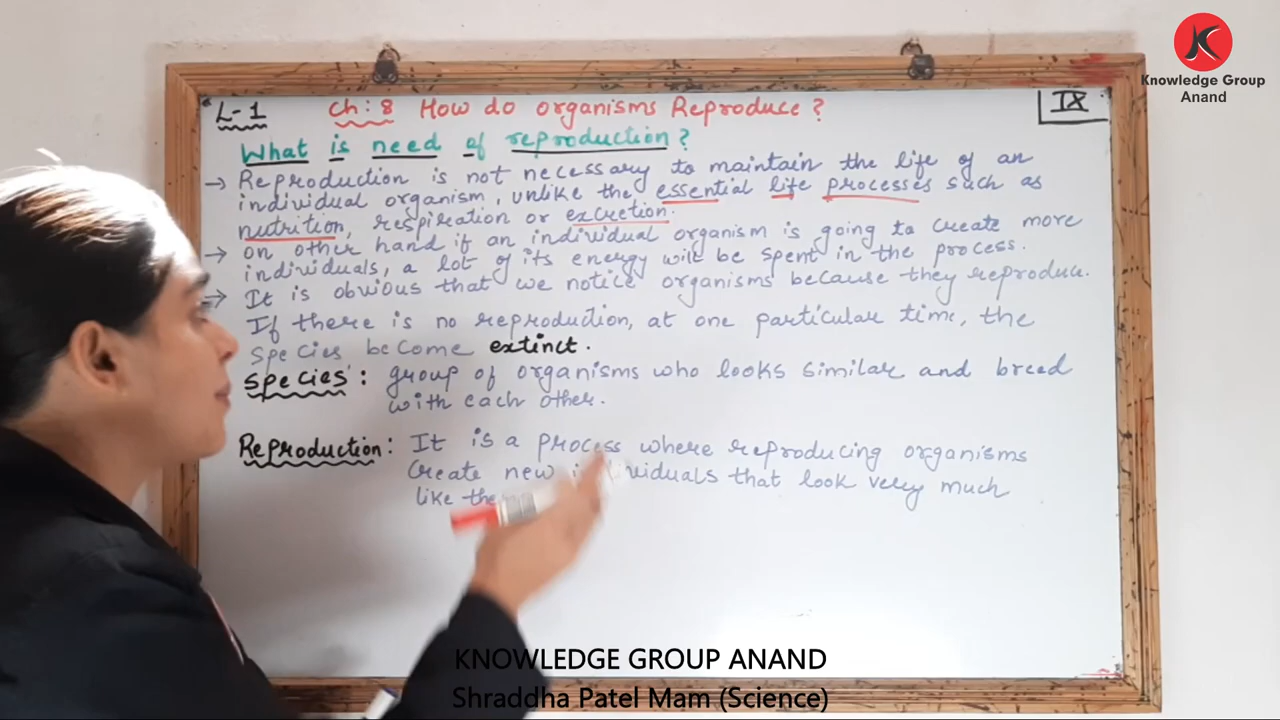 L-1 Ch: 8 How do organisms Reproduce? IX
What is need of reproduction?
→ Reproduction is not necessary to maintain the life of an
individual organism, unlike the essential life processes such as
nutrition, respiration or excretion.
→ on other hand if an individual organism is going to create more
individuals, a lot of its energy will be spent in the process.
→ It is obvious that we notice organisms because they reproduce.
If there is no reproduction, at one particular time, the
species become extinct.
Species: group of organisms who looks similar and breed
with each other.
Reproduction: It is a process where reproducing organisms
Create new individuals that look very much
like
Knowledge Group
Anand
KNOWLEDGE GROUP ANAND
Shraddha Patel Mam (Science)